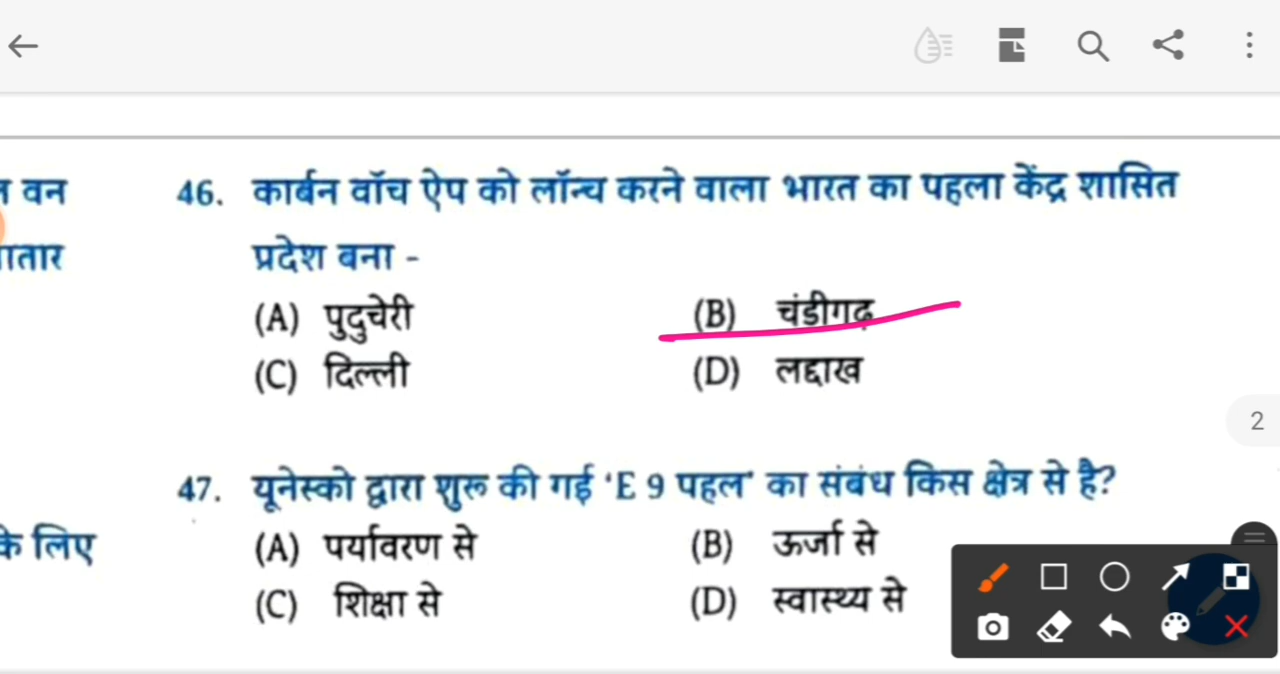 वन
46. कार्बन वॉच ऐप को लॉन्च करने वाला भारत का पहला केंद्र शासित
तार
प्रदेश बना -
(A) पुदुचेरी (B) चंडीगढ़
(C) दिल्ली (D) लद्दाख
2
47. यूनेस्को द्वारा शुरू की गई ‘E 9 पहल’ का संबंध किस क्षेत्र से है?
के लिए
(A) पर्यावरण से (B) ऊर्जा से
(C) शिक्षा से (D) स्वास्थ्य से